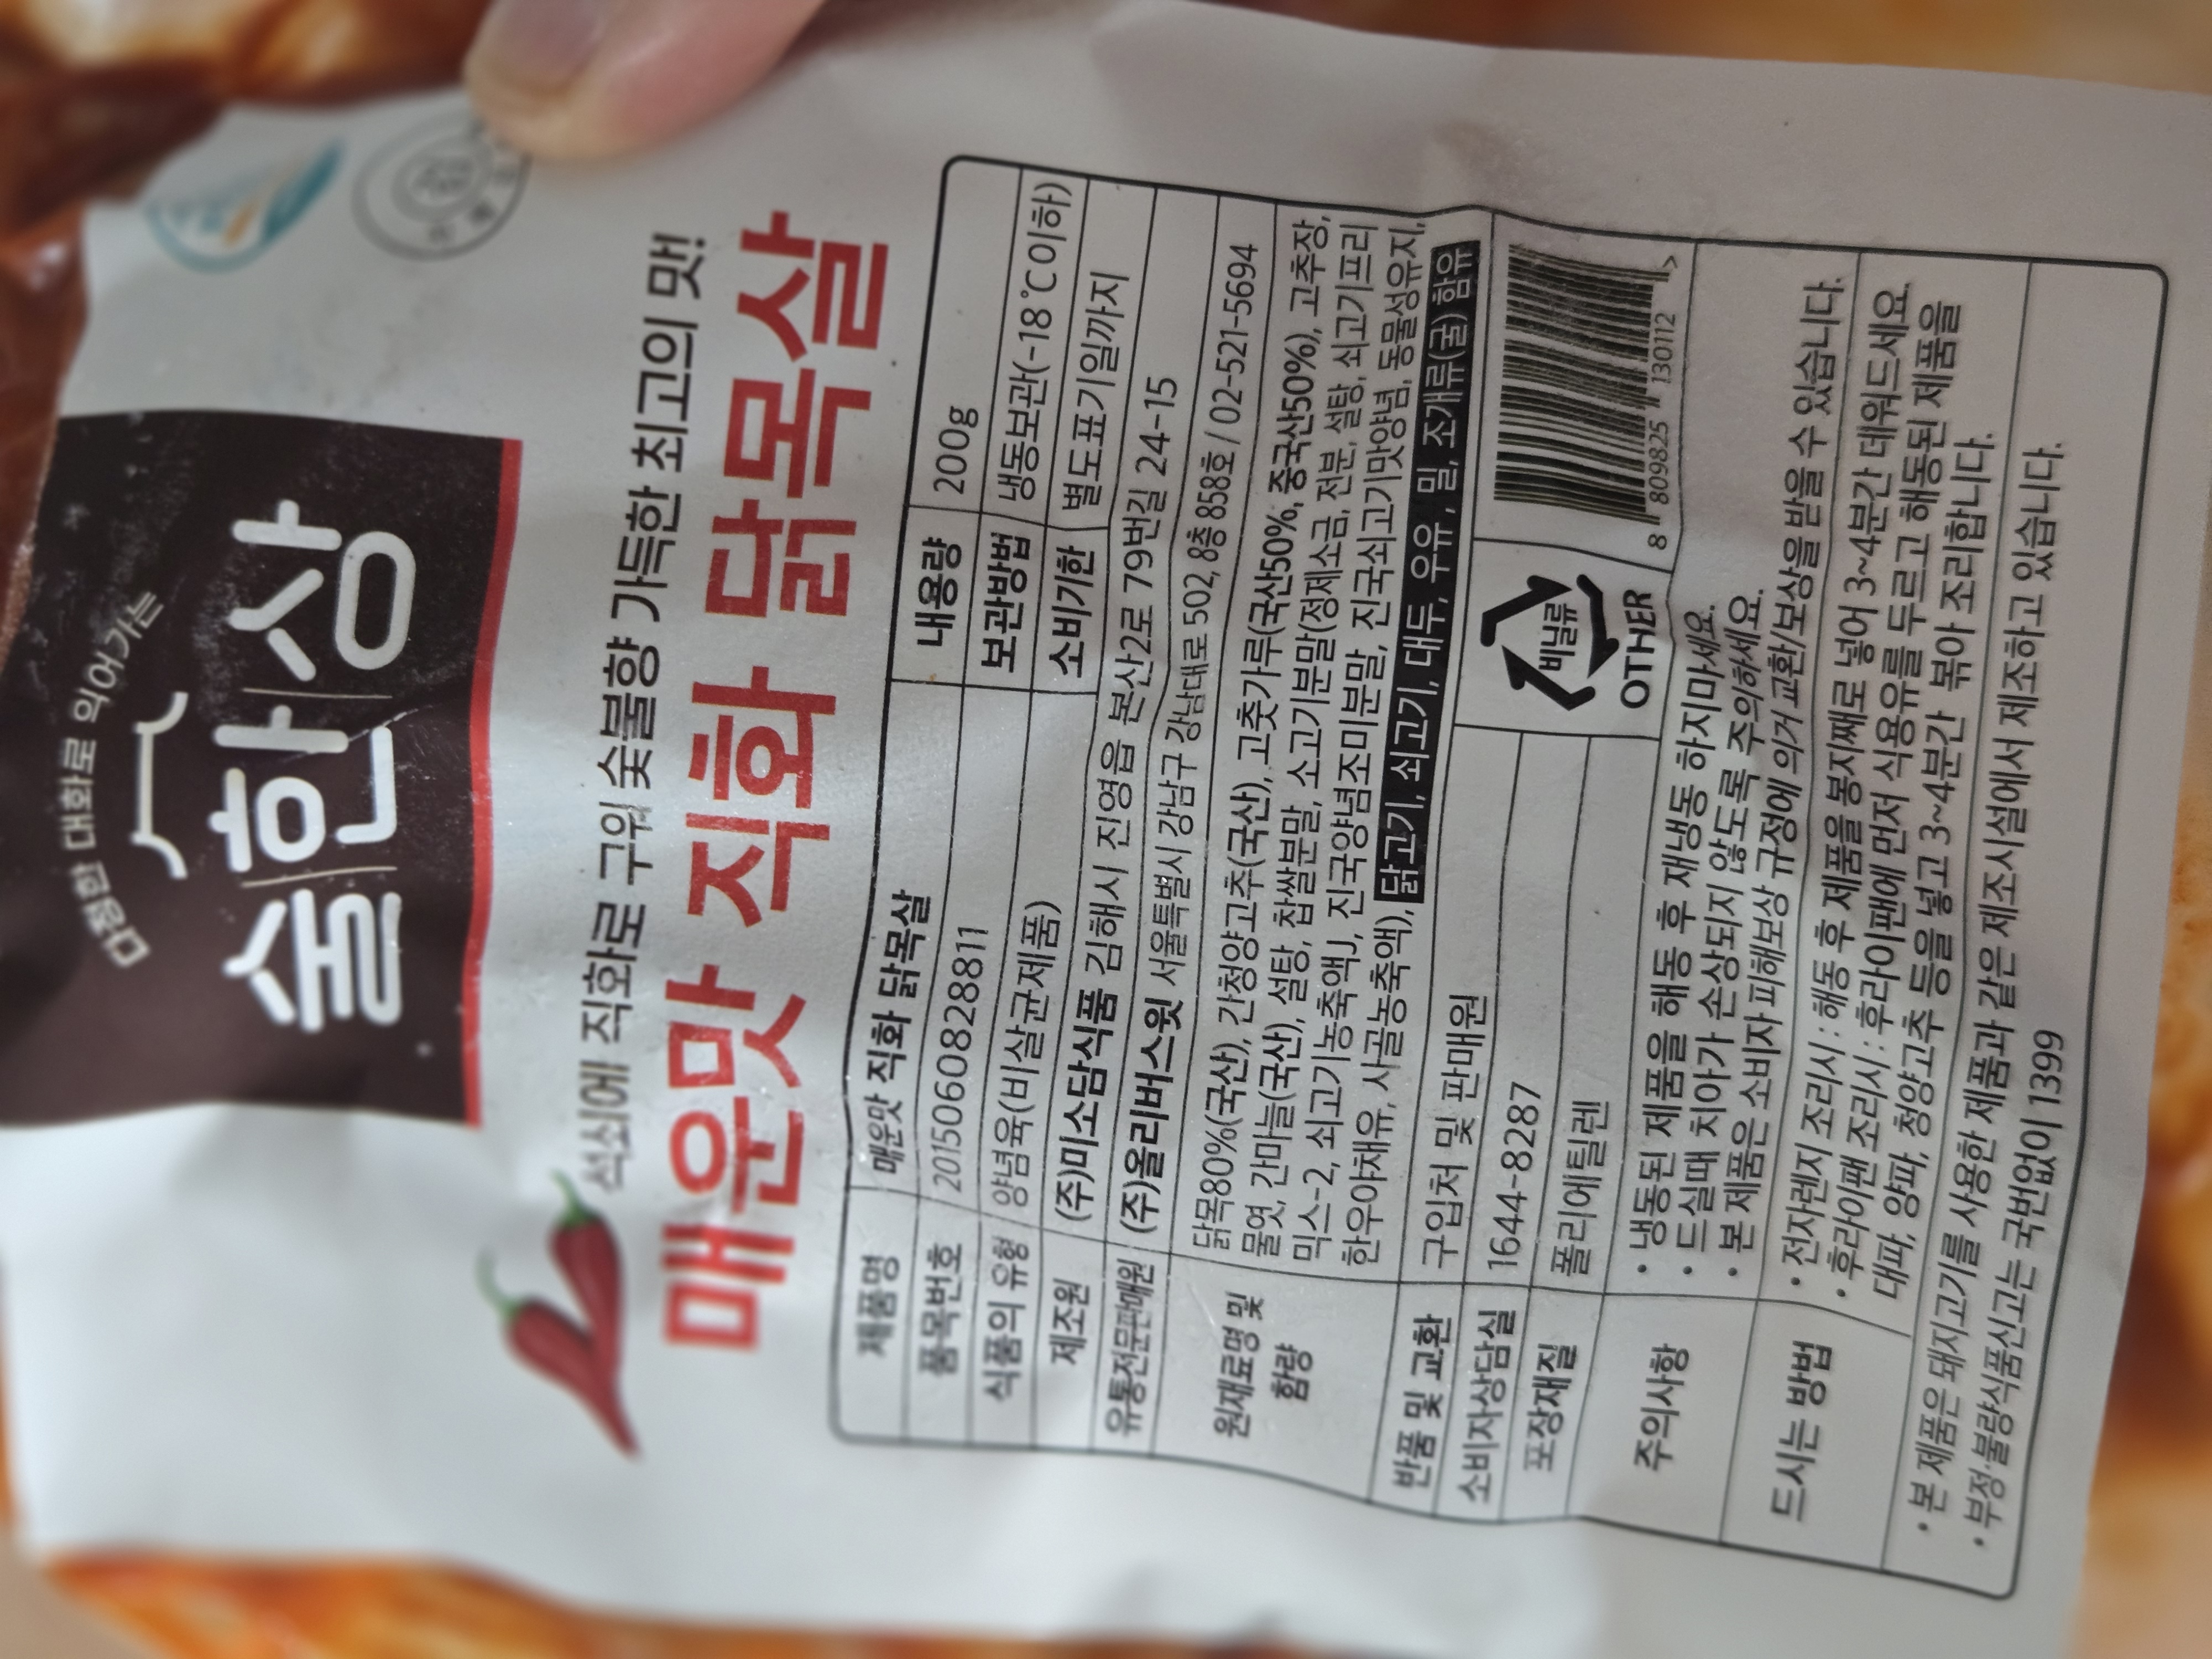 대화로 익어가는
술한상
석쇠에 직화로 구워 숯불향 가득한 최고의 맛!
매운맛 직화 닭목살
제품명 매운맛 직화 닭목살 내용량 200g
품목번호 2015060828811 보관방법 냉동보관(-18℃이하)
식품의 유형 양념육(비살균제품) 소비기한 별도표기일까지
제조원 (주)미소담식품 김해시 진영읍 본산2로 79번길 24-15
유통전문판매원 (주)올리버스윗 서울특별시 강남구 강남대로 502, 8층 858호 / 02-521-5694
원재료명 및 함량
닭목80%(국산), 간청양고추(국산), 고춧가루(국산50%, 중국산50%), 고추장,
물엿, 간마늘(국산), 설탕, 찹쌀분말, 소고기분말(정제소금, 전분, 설탕, 쇠고기프리
믹스-2, 쇠고기농축액), 진국양념조미분말, 진국쇠고기맛양념, 동물성유지,
한우우지채유, 사골농축액), 닭고기, 쇠고기, 대두, 우유, 밀, 조개류(굴) 함유
반품 및 교환 구입처 및 판매원
소비자상담실 1644-8287
포장재질 폴리에틸렌
비닐류
OTHER
8 809825 130112 >
주의사항
· 냉동된 제품을 해동 후 재냉동 하지마세요.
· 드실때 치아가 손상되지 않도록 주의하세요.
· 본 제품은 소비자 피해보상 규정에 의거 교환/보상을 받을 수 있습니다.
드시는 방법
· 전자렌지 조리시 : 해동 후 제품을 봉지째로 넣어 3~4분간 데워드세요.
· 후라이팬 조리시 : 후라이팬에 먼저 식용유를 두르고 해동된 제품을
대파, 양파, 청양고추 등을 넣고 3~4분간 볶아 조리합니다.
· 본 제품은 돼지고기를 사용한 제품과 같은 제조시설에서 제조하고 있습니다.
· 부정·불량식품신고는 국번없이 1399